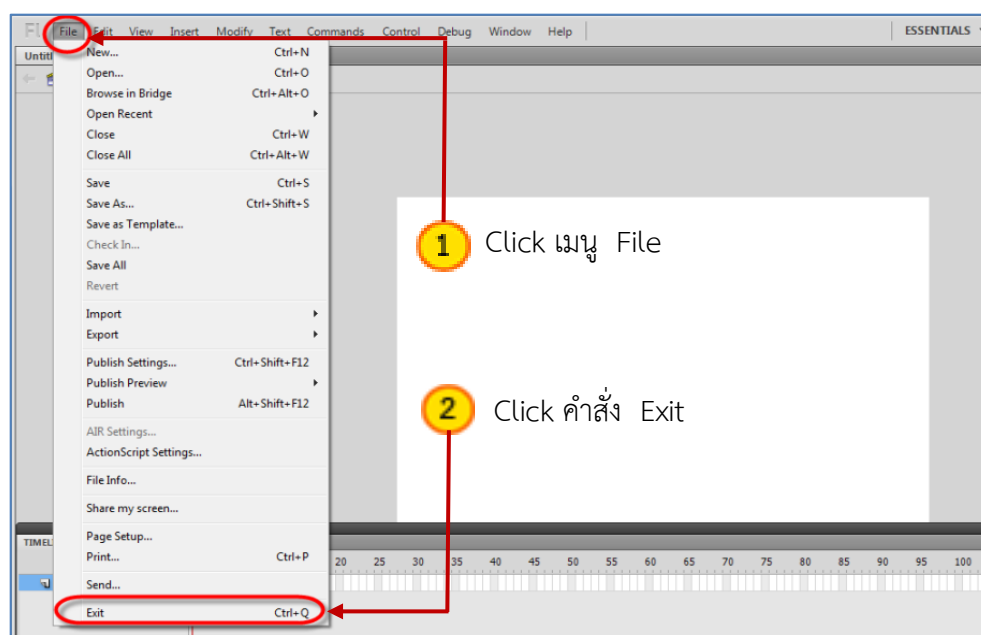 Fl File Edit View Insert Modify Text Commands Control Debug Window Help ESSENTIALS
Untitl
New... Ctrl+N
Open... Ctrl+O
Browse in Bridge Ctrl+Alt+O
Open Recent
Close Ctrl+W
Close All Ctrl+Alt+W
Save Ctrl+S
Save As... Ctrl+Shift+S
Save as Template...
1 Click เมนู File
Check In...
Save All
Revert
Import
Export
Publish Settings... Ctrl+Shift+F12
Publish Preview
Publish Alt+Shift+F12
2 Click คำสั่ง Exit
AIR Settings...
ActionScript Settings...
File Info...
Share my screen...
Page Setup...
TIMEL
Print... Ctrl+P
20 25 30 35 40 45 50 55 60 65 70 75 80 85 90 95 100
Send...
Exit Ctrl+Q